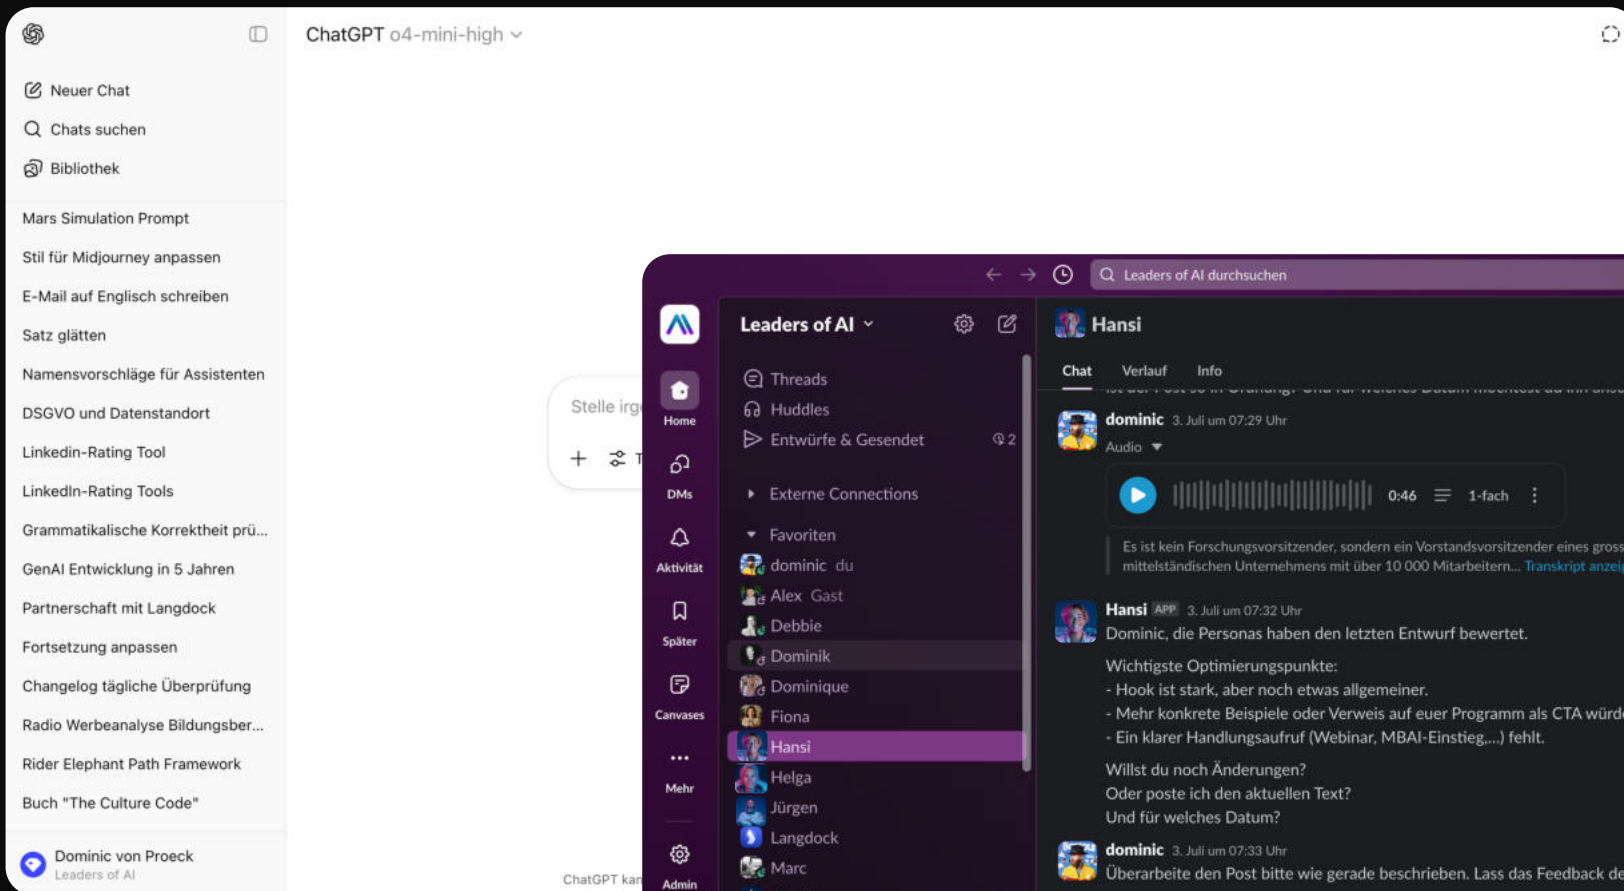 ChatGPT o4-mini-high
Neuer Chat
Chats suchen
Bibliothek
Mars Simulation Prompt
Stil für Midjourney anpassen
E-Mail auf Englisch schreiben
Satz glätten
Namensvorschläge für Assistenten
DSGVO und Datenstandort
Linkedin-Rating Tool
LinkedIn-Rating Tools
Grammatikalische Korrektheit prü...
GenAI Entwicklung in 5 Jahren
Partnerschaft mit Langdock
Fortsetzung anpassen
Changelog tägliche Überprüfung
Radio Werbeanalyse Bildungsber...
Rider Elephant Path Framework
Buch "The Culture Code"
Dominic von Proeck
Leaders of AI
Stelle irg
T
ChatGPT kan
Leaders of AI durchsuchen
Home
DMs
Aktivität
Später
Canvases
Mehr
Admin
Leaders of AI
Threads
Huddles
Entwürfe & Gesendet 2
Externe Connections
Favoriten
dominic du
Alex Gast
Debbie
Dominik
Dominique
Fiona
Hansi
Helga
Jürgen
Langdock
Marc
Hansi
Chat Verlauf Info
dominic 3. Juli um 07:29 Uhr
Audio
0:46 1-fach
Es ist kein Forschungsvorsitzender, sondern ein Vorstandsvorsitzender eines gross
mittelständischen Unternehmens mit über 10 000 Mitarbeitern... Transkript anzeig
Hansi APP 3. Juli um 07:32 Uhr
Dominic, die Personas haben den letzten Entwurf bewertet.
Wichtigste Optimierungspunkte:
- Hook ist stark, aber noch etwas allgemeiner.
- Mehr konkrete Beispiele oder Verweis auf euer Programm als CTA würd
- Ein klarer Handlungsaufruf (Webinar, MBAI-Einstieg,...) fehlt.
Willst du noch Änderungen?
Oder poste ich den aktuellen Text?
Und für welches Datum?
dominic 3. Juli um 07:33 Uhr
Überarbeite den Post bitte wie gerade beschrieben. Lass das Feedback de